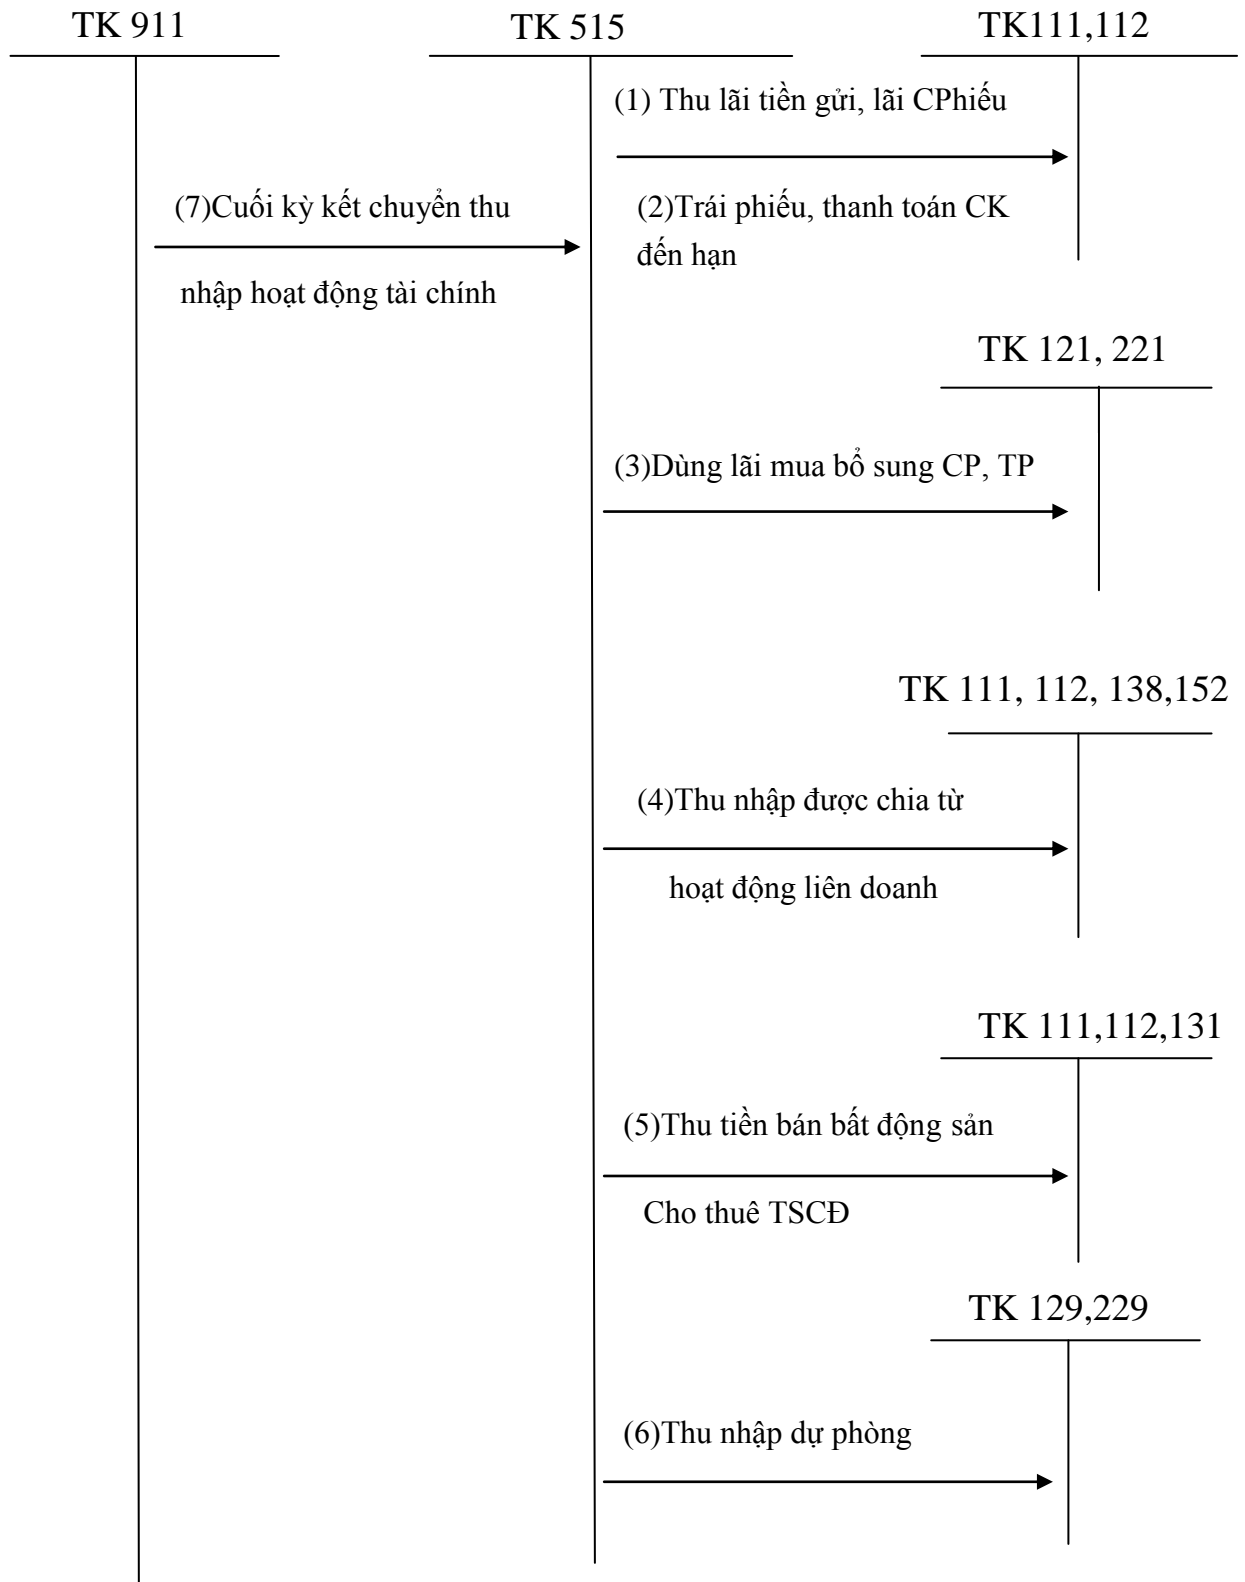 TK 911
TK 515
TK111,112
(1) Thu lãi tiền gửi, lãi CPhiếu
(7)Cuối kỳ kết chuyển thu
nhập hoạt động tài chính
(2)Trái phiếu, thanh toán CK
đến hạn
TK 121, 221
(3)Dùng lãi mua bổ sung CP, TP
TK 111, 112, 138,152
(4)Thu nhập được chia từ
hoạt động liên doanh
TK 111,112,131
(5)Thu tiền bán bất động sản
Cho thuê TSCĐ
TK 129,229
(6)Thu nhập dự phòng